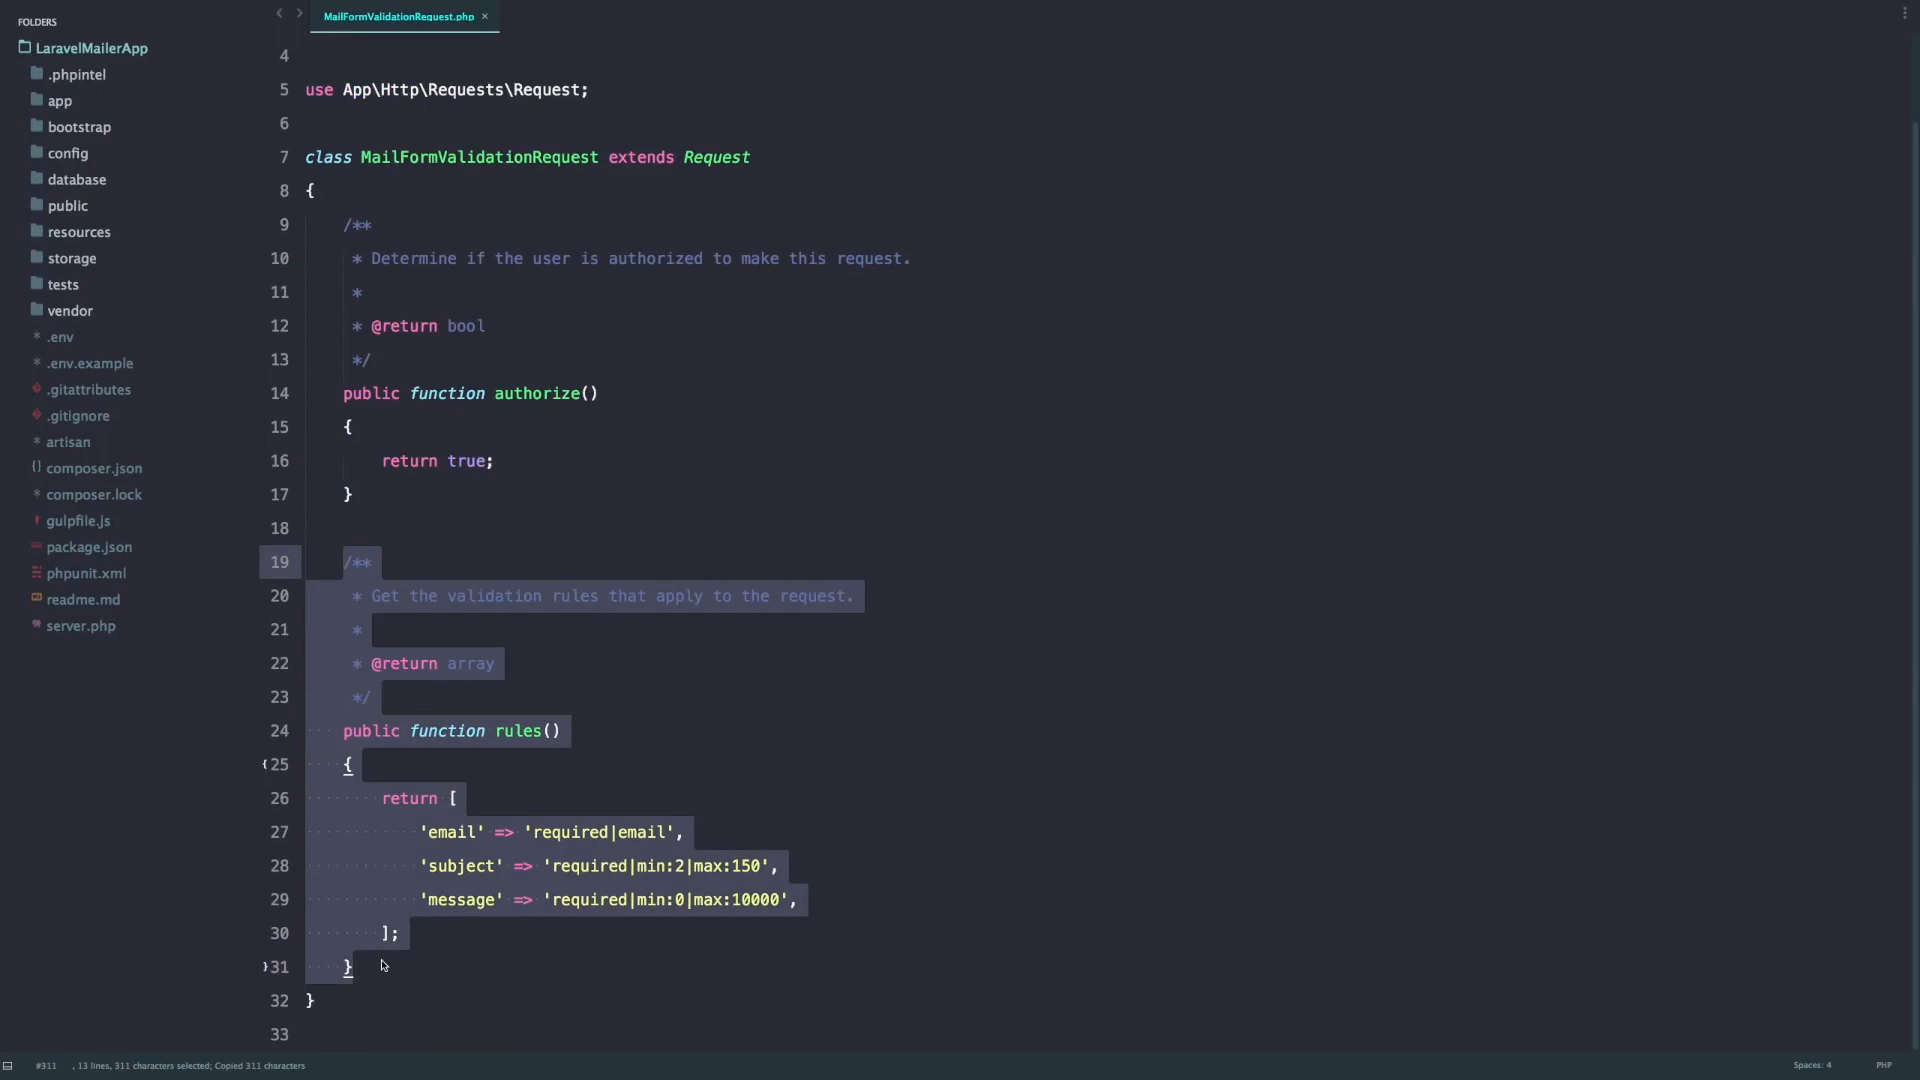 FOLDERS
LaravelMailerApp
.phpintel
app
bootstrap
config
database
public
resources
storage
tests
vendor
* .env
* .env.example
.gitattributes
.gitignore
* artisan
{} composer.json
* composer.lock
gulpfile.js
package.json
phpunit.xml
readme.md
server.php
MailFormValidationRequest.php ×
4
5 use App\Http\Requests\Request;
6
7 class MailFormValidationRequest extends Request
8 {
9 /**
10 * Determine if the user is authorized to make this request.
11 *
12 * @return bool
13 */
14 public function authorize()
15 {
16 return true;
17 }
18
19 /**
20 * Get the validation rules that apply to the request.
21 *
22 * @return array
23 */
24 public function rules()
{25 {
26 return [
27 'email' => 'required|email',
28 'subject' => 'required|min:2|max:150',
29 'message' => 'required|min:0|max:10000',
30 ];
}31 }
32 }
33
#311 , 13 lines, 311 characters selected; Copied 311 characters
Spaces: 4 PHP